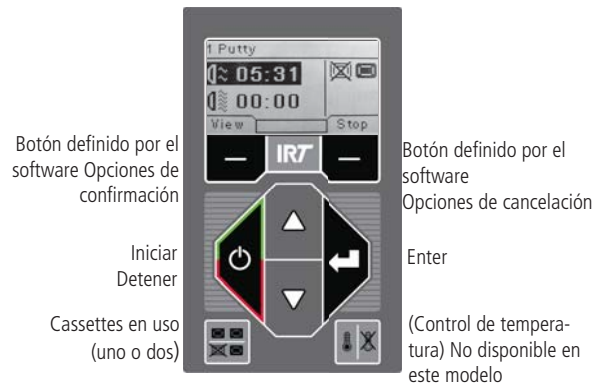 1 Putty
05:31
00:00
View
Stop
IRT
Botón definido por el
software Opciones de
confirmación
Botón definido por el
software
Opciones de cancelación
Iniciar
Detener
Enter
Cassettes en uso
(uno o dos)
(Control de tempera-
tura) No disponible en
este modelo